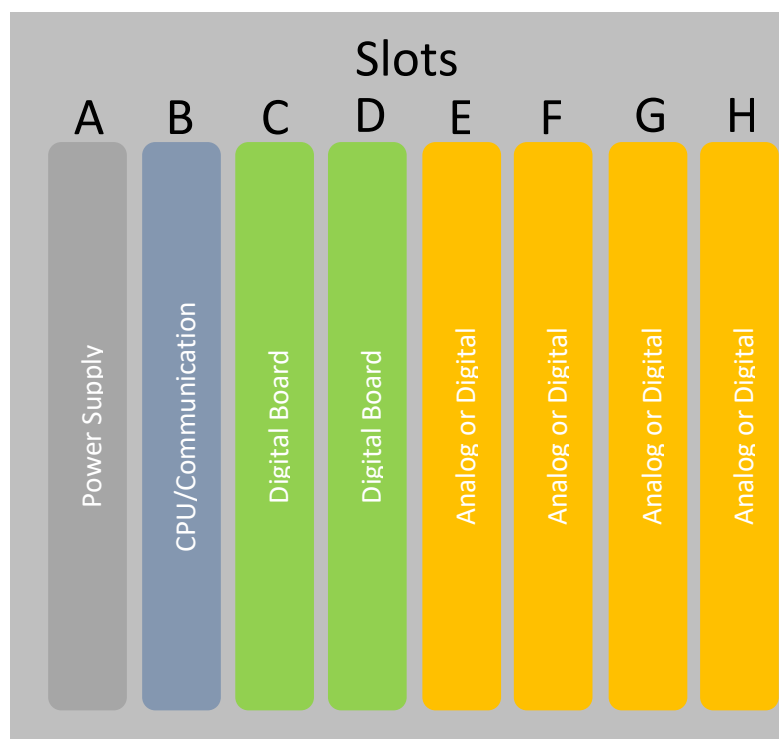 Slots
A B C D E F G H
Power Supply
CPU/Communication
Digital Board
Digital Board
Analog or Digital
Analog or Digital
Analog or Digital
Analog or Digital